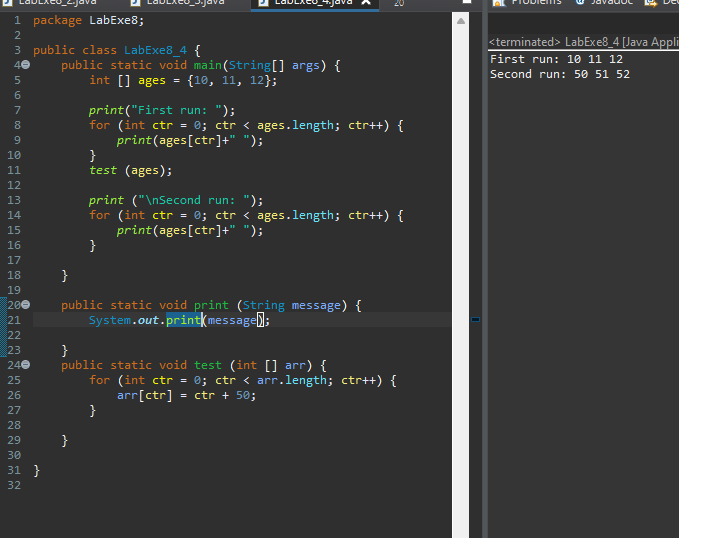 LabExe8_2.java LabExe8_3.java LabExe8_4.java 20 Problems Javadoc
<terminated> LabExe8_4 [Java Appli
First run: 10 11 12
Second run: 50 51 52
1 package LabExe8;
2
3 public class LabExe8_4 {
4 public static void main(String[] args) {
5 int [] ages = {10, 11, 12};
6
7 print("First run: ");
8 for (int ctr = 0; ctr < ages.length; ctr++) {
9 print(ages[ctr]+" ");
10 }
11 test (ages);
12
13 print ("\nSecond run: ");
14 for (int ctr = 0; ctr < ages.length; ctr++) {
15 print(ages[ctr]+" ");
16 }
17
18 }
19
20 public static void print (String message) {
21 System.out.print(message);
22
23 }
24 public static void test (int [] arr) {
25 for (int ctr = 0; ctr < arr.length; ctr++) {
26 arr[ctr] = ctr + 50;
27 }
28
29 }
30
31 }
32